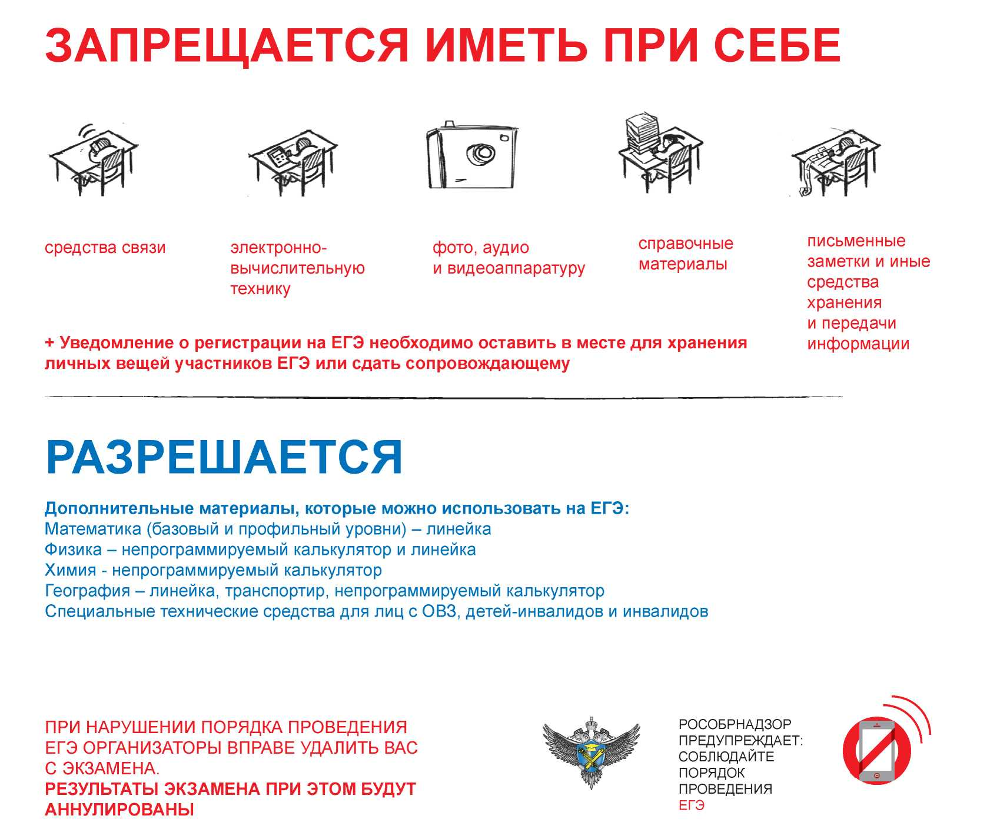 ЗАПРЕЩАЕТСЯ ИМЕТЬ ПРИ СЕБЕ
средства связи
электронно-
вычислительную
технику
фото, аудио
и видеоаппаратуру
справочные
материалы
письменные
заметки и иные
средства
хранения
и передачи
информации
+ Уведомление о регистрации на ЕГЭ необходимо оставить в месте для хранения
личных вещей участников ЕГЭ или сдать сопровождающему
РАЗРЕШАЕТСЯ
Дополнительные материалы, которые можно использовать на ЕГЭ:
Математика (базовый и профильный уровни) – линейка
Физика – непрограммируемый калькулятор и линейка
Химия - непрограммируемый калькулятор
География – линейка, транспортир, непрограммируемый калькулятор
Специальные технические средства для лиц с ОВЗ, детей-инвалидов и инвалидов
ПРИ НАРУШЕНИИ ПОРЯДКА ПРОВЕДЕНИЯ
ЕГЭ ОРГАНИЗАТОРЫ ВПРАВЕ УДАЛИТЬ ВАС
С ЭКЗАМЕНА.
РЕЗУЛЬТАТЫ ЭКЗАМЕНА ПРИ ЭТОМ БУДУТ
АННУЛИРОВАНЫ
РОСОБРНАДЗОР
ПРЕДУПРЕЖДАЕТ:
СОБЛЮДАЙТЕ
ПОРЯДОК
ПРОВЕДЕНИЯ
ЕГЭ